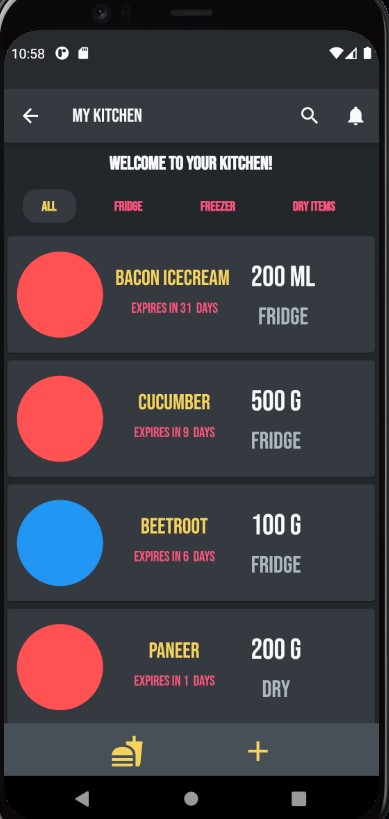 10:58
MY KITCHEN
WELCOME TO YOUR KITCHEN!
ALL FRIDGE FREEZER DRY ITEMS
BACON ICECREAM 200 ML
EXPIRES IN 31 DAYS FRIDGE
CUCUMBER 500 G
EXPIRES IN 9 DAYS FRIDGE
BEETROOT 100 G
EXPIRES IN 6 DAYS FRIDGE
PANEER 200 G
EXPIRES IN 1 DAYS DRY